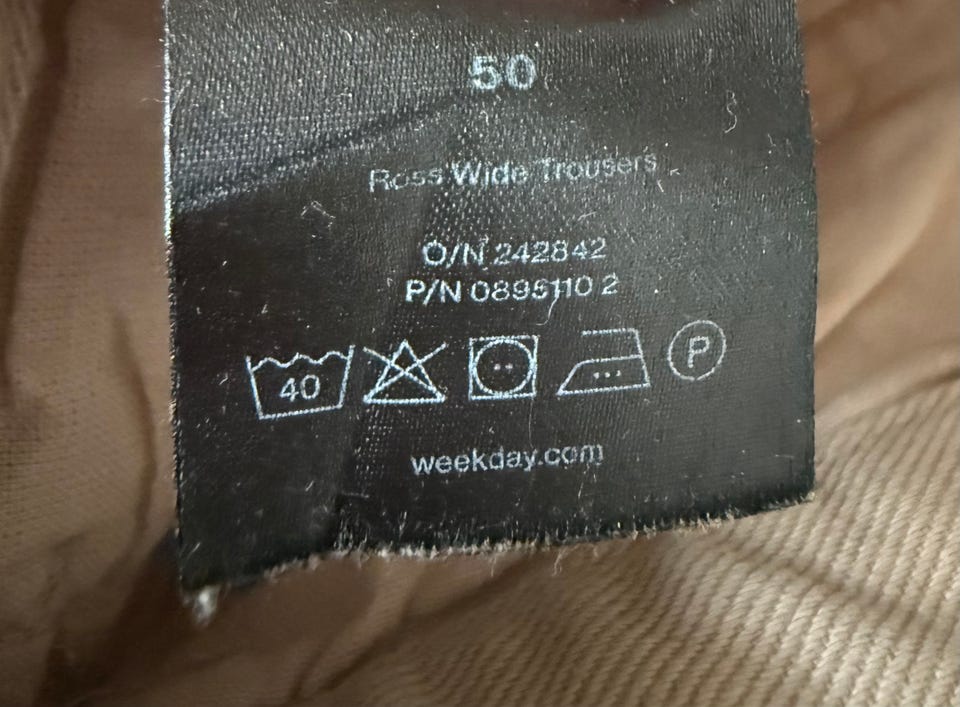 50
Ross Wide Trousers
O/N 242842
P/N 0895110 2
40 P
weekday.com